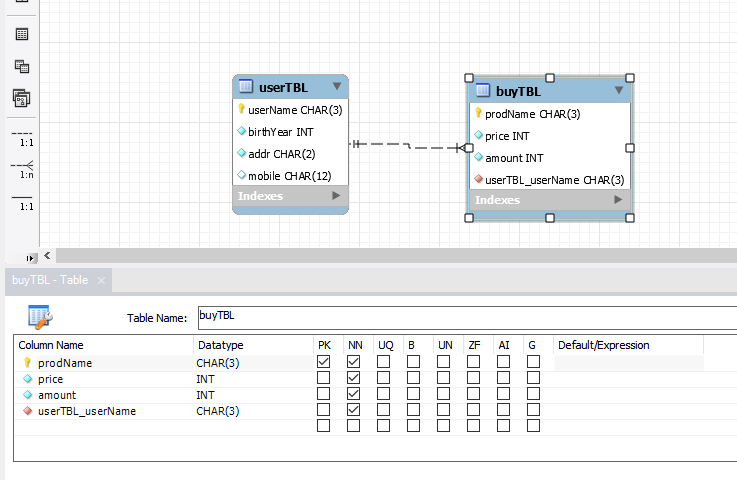 userTBL
userName CHAR(3)
birthYear INT
addr CHAR(2)
mobile CHAR(12)
Indexes
buyTBL
prodName CHAR(3)
price INT
amount INT
userTBL_userName CHAR(3)
Indexes
1:1
1:n
1:1
buyTBL - Table
Table Name: buyTBL
Column Name Datatype PK NN UQ B UN ZF AI G Default/Expression
prodName CHAR(3)
price INT
amount INT
userTBL_userName CHAR(3)